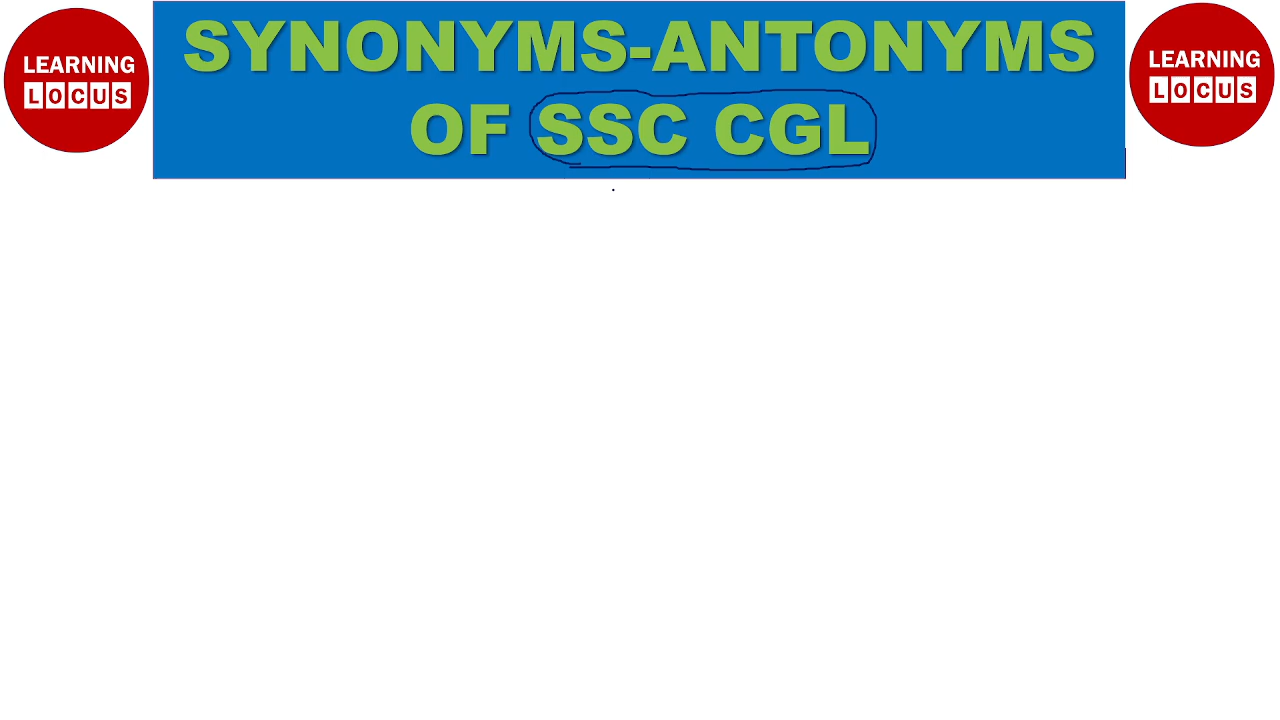 SYNONYMS-ANTONYMS
OF SSC CGL
LEARNING
LOCUS
LEARNING
LOCUS